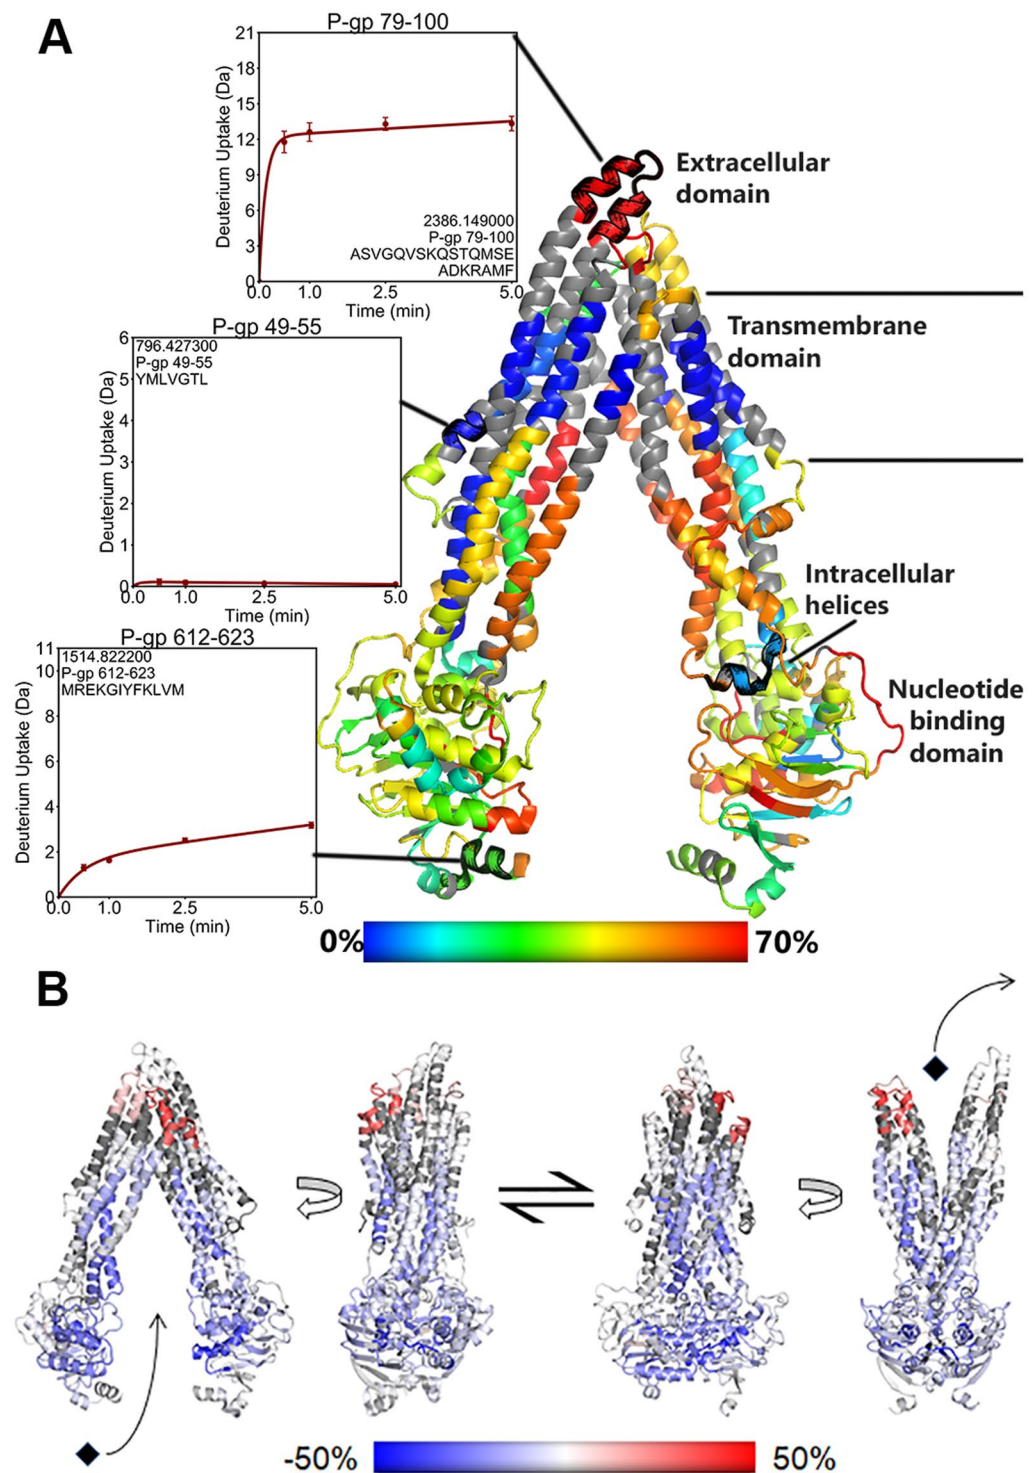 A
P-gp 79-100
21
18
15
12
9
6
3
0
Deuterium Uptake (Da)
2386.149000
P-gp 79-100
ASVGQVSKQSTQMSE
ADKRAMF
0.0 1.0 2.5 5.0
Time (min)
Extracellular
domain
Transmembrane
domain
P-gp 49-55
6
5
4
3
2
1
0
Deuterium Uptake (Da)
796.427300
P-gp 49-55
YMLVGTL
0.0 1.0 2.5 5.0
Time (min)
Intracellular
helices
P-gp 612-623
11
10
8
6
4
2
0
Deuterium Uptake (Da)
1514.822200
P-gp 612-623
MREKGIYFKLVM
0.0 1.0 2.5 5.0
Time (min)
Nucleotide
binding
domain
0% 70%
B
-50% 50%